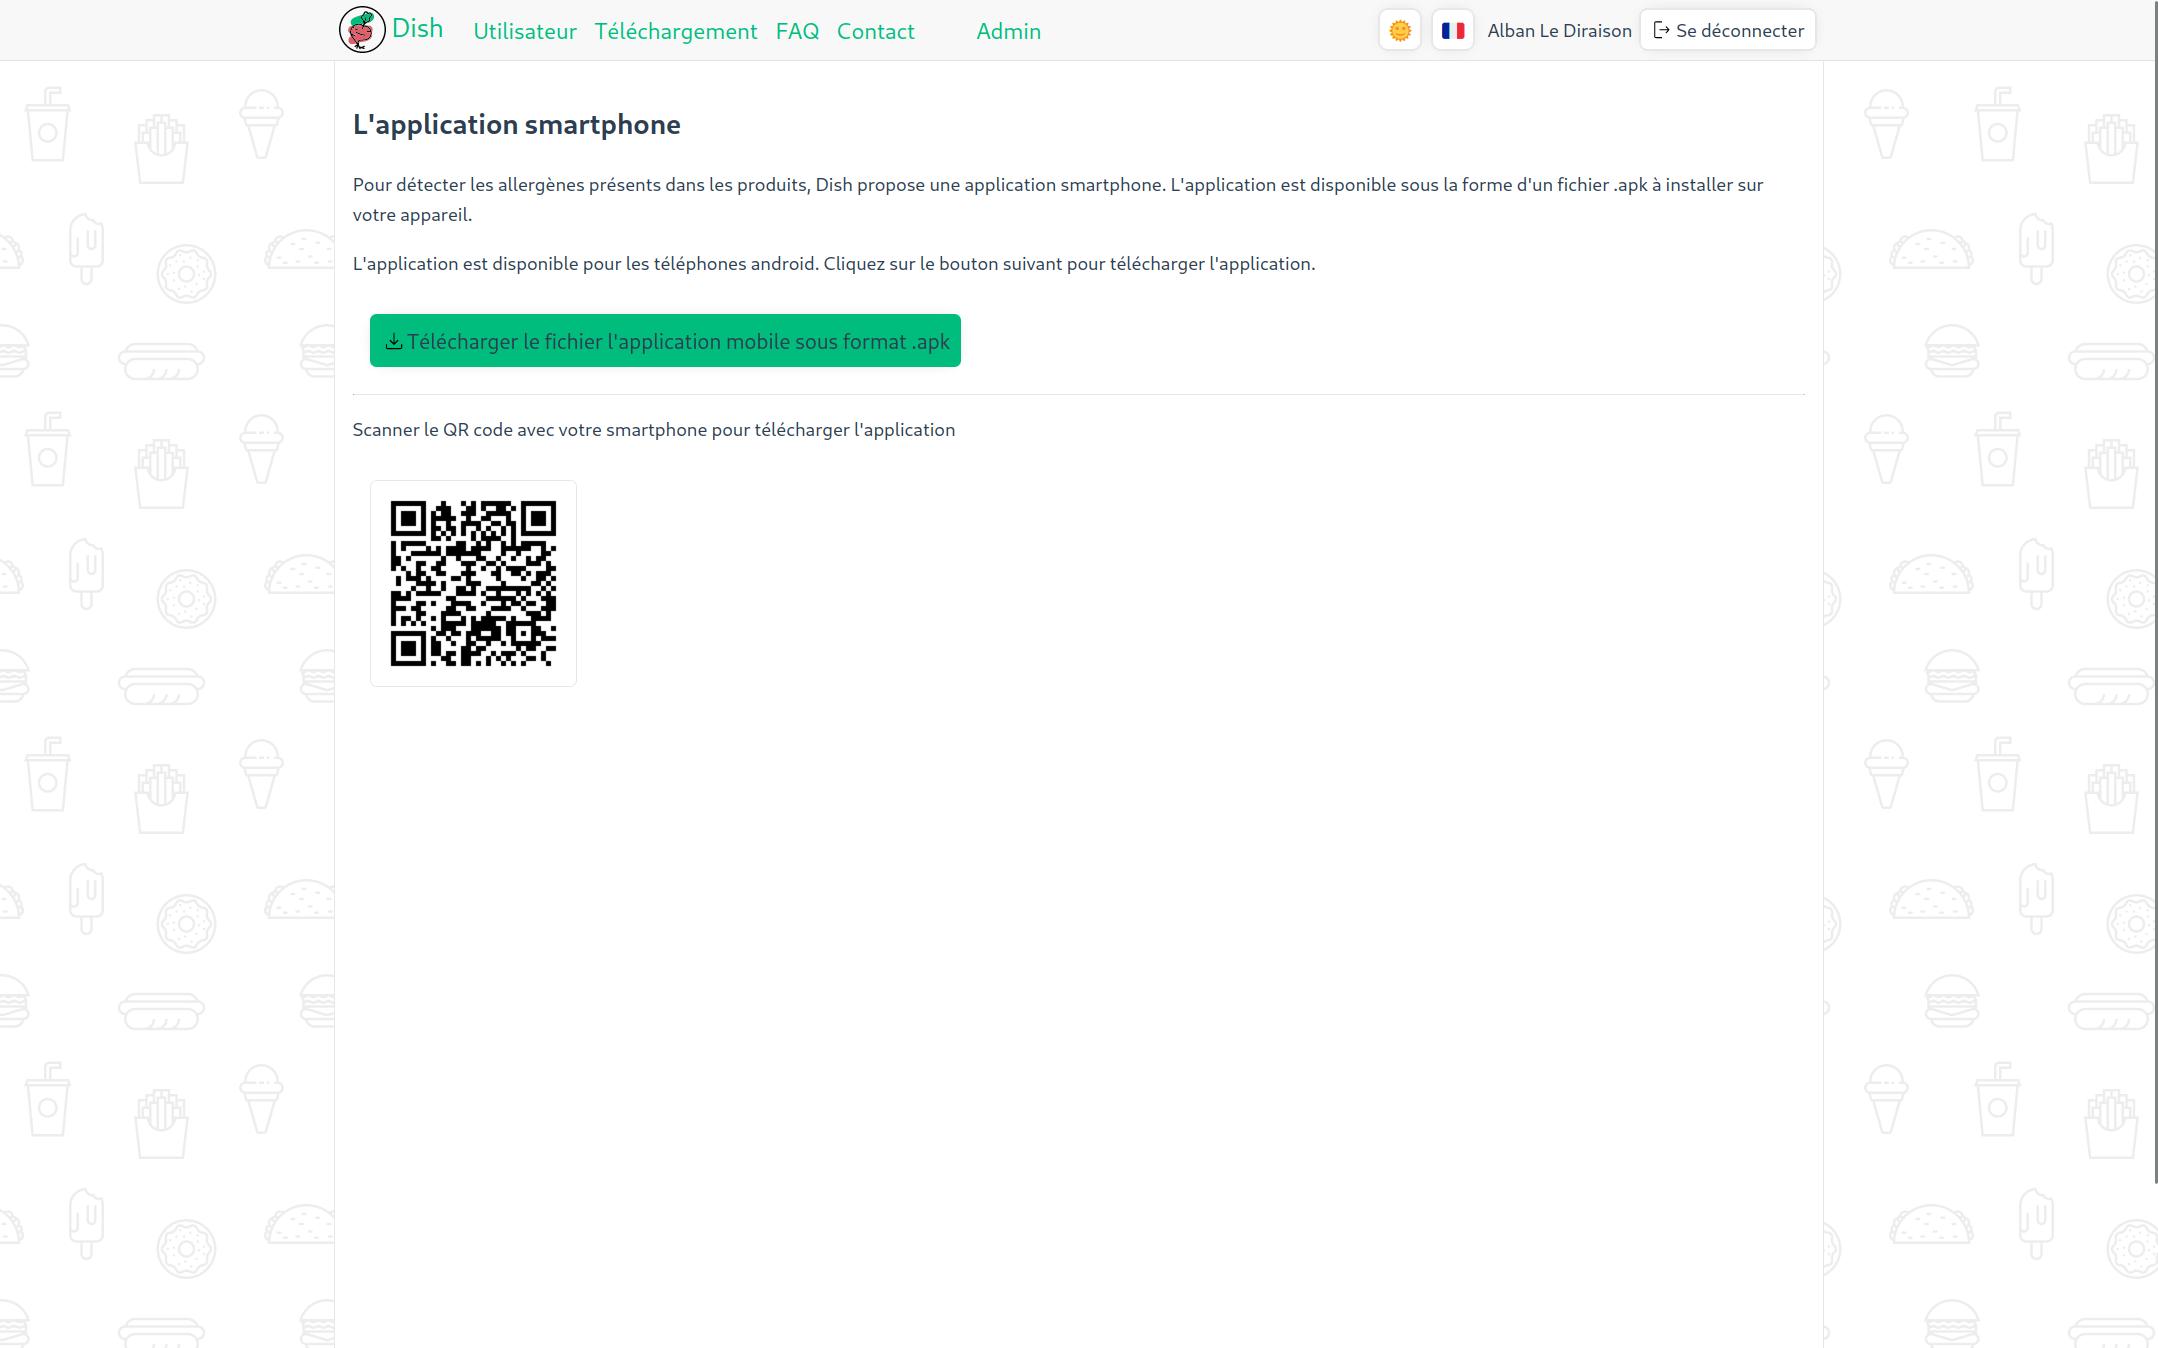 Dish Utilisateur Téléchargement FAQ Contact Admin Alban Le Diraison Se déconnecter
L'application smartphone
Pour détecter les allergènes présents dans les produits, Dish propose une application smartphone. L'application est disponible sous la forme d'un fichier .apk à installer sur
votre appareil.
L'application est disponible pour les téléphones android. Cliquez sur le bouton suivant pour télécharger l'application.
Télécharger le fichier l'application mobile sous format .apk
Scanner le QR code avec votre smartphone pour télécharger l'application